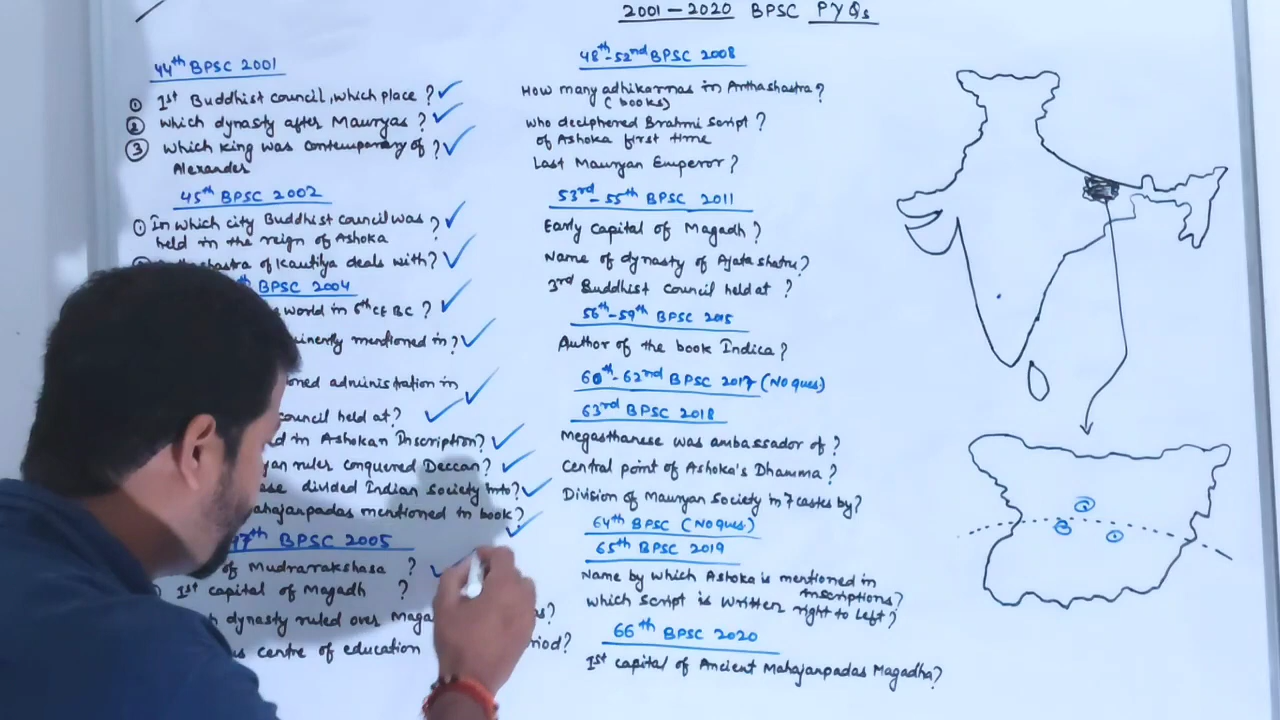 2001-2020 BPSC PYQs
44th BPSC 2001
① 1st Buddhist council, which place?
② which dynasty after Mauryas?
③ which king was contemporary of?
Alexander
45th BPSC 2002
① In which city Buddhist council was?
held in the reign of Ashoka
of Kautilya deals with?
BPSC 2004
world in 6th CE BC?
mentioned in?
administration in
council held at?
in Ashokan Inscription?
ruler conquered Deccan?
divided Indian Society into?
mentioned in book?
47th BPSC 2005
of Mudrarakshasa?
1st capital of Magadh?
dynasty ruled over
centre of education
48th-52nd BPSC 2008
How many adhikarnas in Arthashastra?
(books)
who deciphered Brahmi script?
of Ashoka first time
Last Mauryan Emperor?
53rd-55th BPSC 2011
Early capital of Magadh?
Name of dynasty of Ajatashatru?
3rd Buddhist council held at?
56th-59th BPSC 2015
Author of the book Indica?
60th-62nd BPSC 2017 (No ques)
63rd BPSC 2018
Megasthanese was ambassador of?
Central point of Ashoka's Dhamma?
Division of Mauryan Society in 7 castes by?
64th BPSC (No ques)
65th BPSC 2019
Name by which Ashoka is mentioned in
inscriptions?
which script is written right to left?
66th BPSC 2020
1st capital of Ancient Mahajanpadas Magadha?